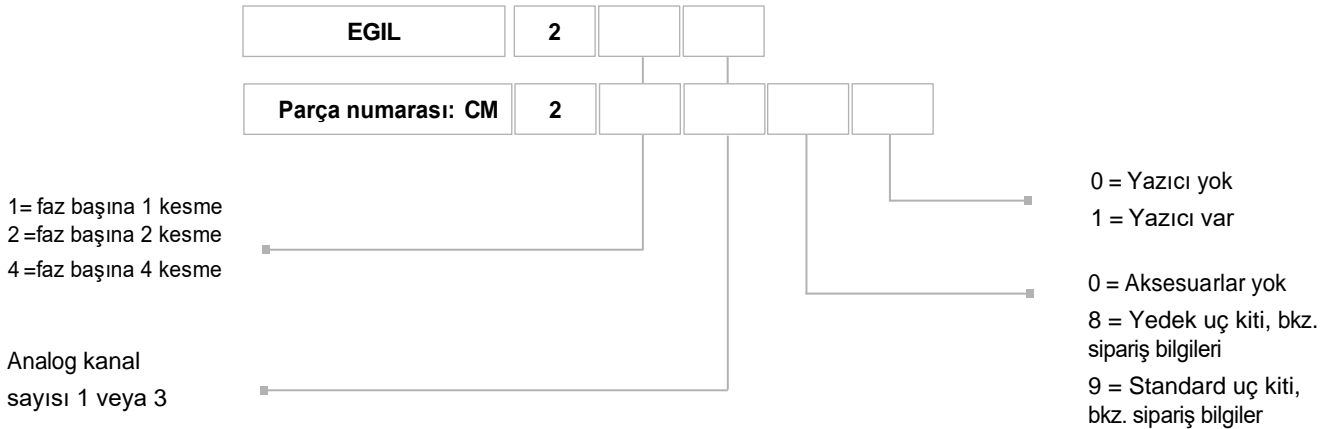 EGIL 2
Parça numarası: CM 2
1= faz başına 1 kesme
2 =faz başına 2 kesme
4 =faz başına 4 kesme
Analog kanal
sayısı 1 veya 3
0 = Yazıcı yok
1 = Yazıcı var
0 = Aksesuarlar yok
8 = Yedek uç kiti, bkz.
sipariş bilgileri
9 = Standard uç kiti,
bkz. sipariş bilgiler